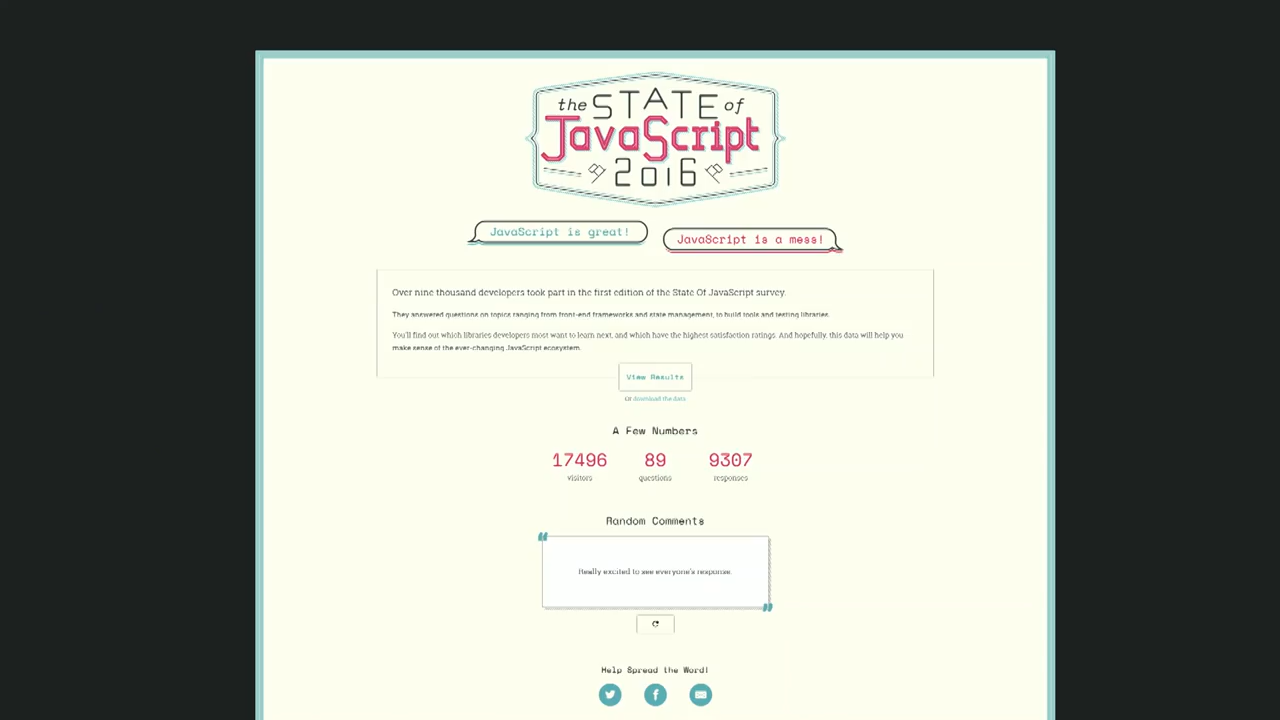 the STATE of
JavaScript
2016
JavaScript is great!
JavaScript is a mess!
Over nine thousand developers took part in the first edition of the State Of JavaScript survey.
They answered questions on topics ranging from front-end frameworks and state management, to build tools and testing libraries.
You'll find out which libraries developers most want to learn next, and which have the highest satisfaction ratings. And hopefully, this data will help you
make sense of the ever-changing JavaScript ecosystem.
View Results
or download the data
A Few Numbers
17496 89 9307
visitors questions responses
Random Comments
“
Really excited to see everyone's response.
”
Help Spread the Word!